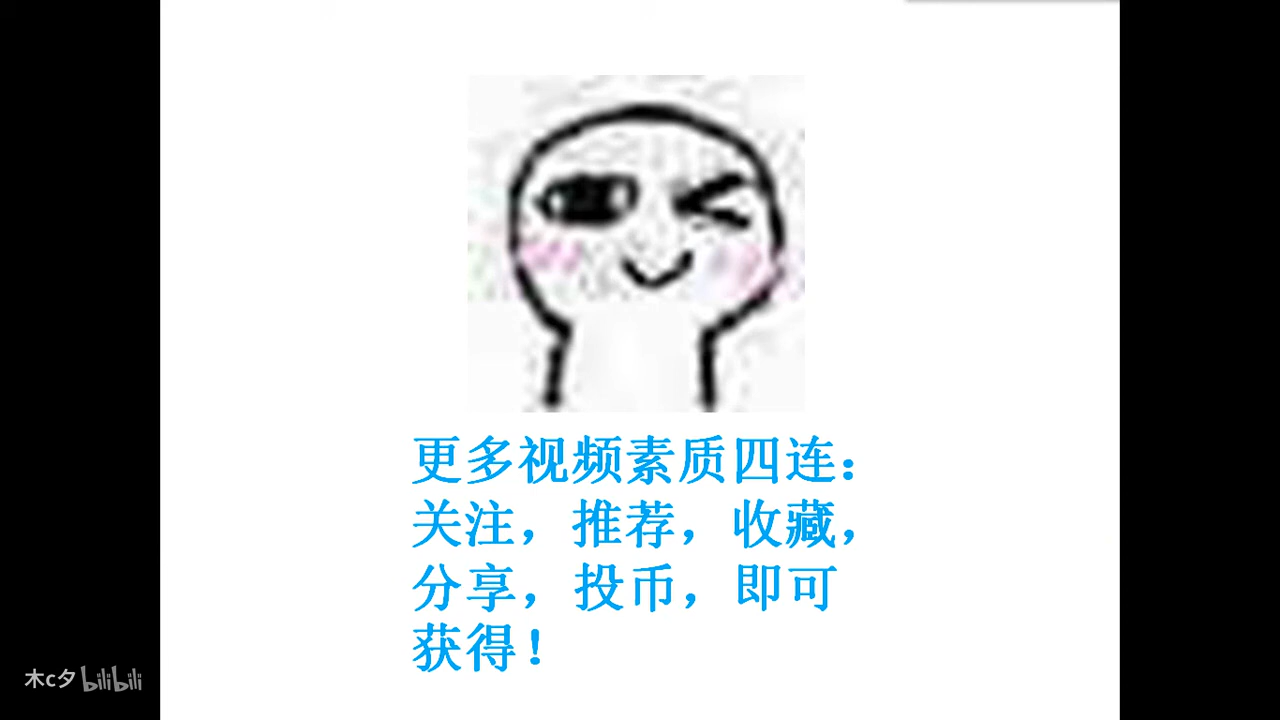 更多视频素质四连：
关注，推荐，收藏，
分享，投币，即可
获得！
木c夕 bilibili